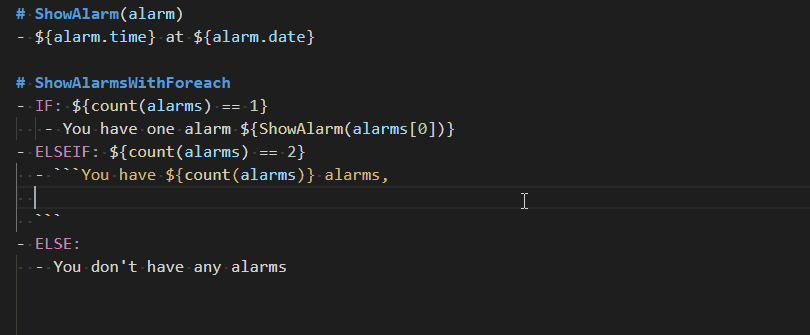 # ShowAlarm(alarm)
- ${alarm.time} at ${alarm.date}
# ShowAlarmsWithForeach
- IF: ${count(alarms) == 1}
- You have one alarm ${ShowAlarm(alarms[0])}
- ELSEIF: ${count(alarms) == 2}
- ```You have ${count(alarms)} alarms,
```
- ELSE:
- You don't have any alarms